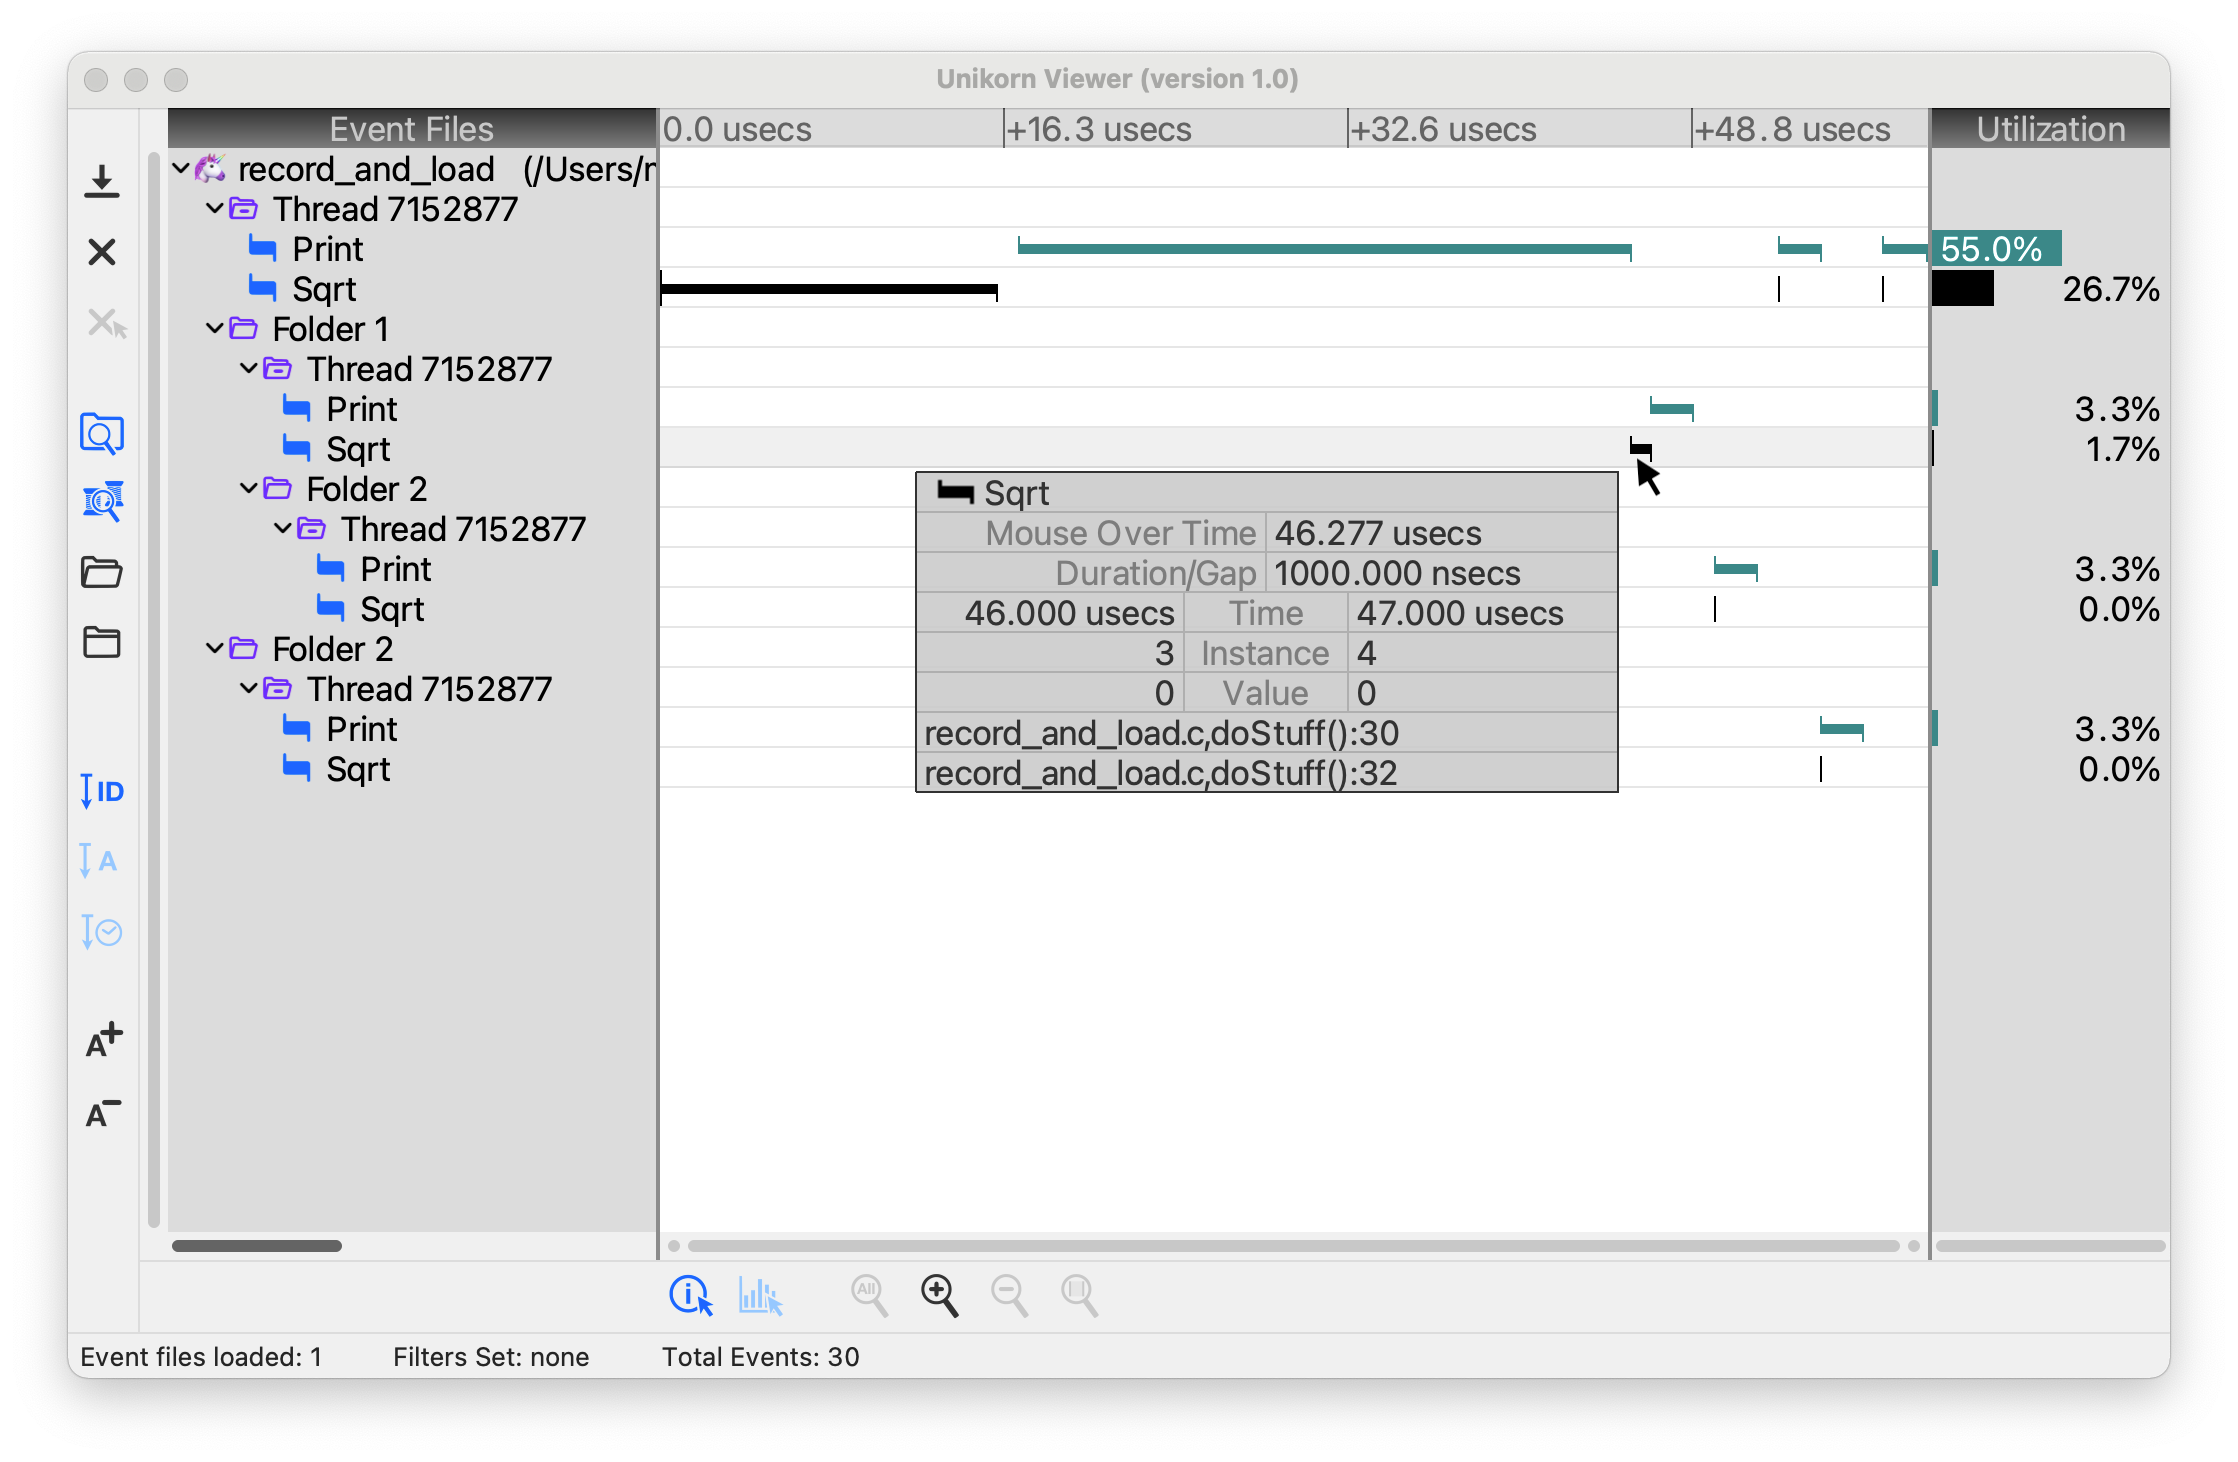 Unikorn Viewer (version 1.0)
Event Files
0.0 usecs
+16.3 usecs
+32.6 usecs
+48.8 usecs
Utilization
record_and_load (/Users/r
Thread 7152877
Print
55.0%
Sqrt
26.7%
Folder 1
Thread 7152877
Print
3.3%
Sqrt
1.7%
Folder 2
Thread 7152877
Print
3.3%
Sqrt
0.0%
Folder 2
Thread 7152877
Print
3.3%
Sqrt
0.0%
Sqrt
Mouse Over Time 46.277 usecs
Duration/Gap 1000.000 nsecs
46.000 usecs Time 47.000 usecs
3 Instance 4
0 Value 0
record_and_load.c,doStuff():30
record_and_load.c,doStuff():32
ID
A
A+
A-
All
Event files loaded: 1
Filters Set: none
Total Events: 30